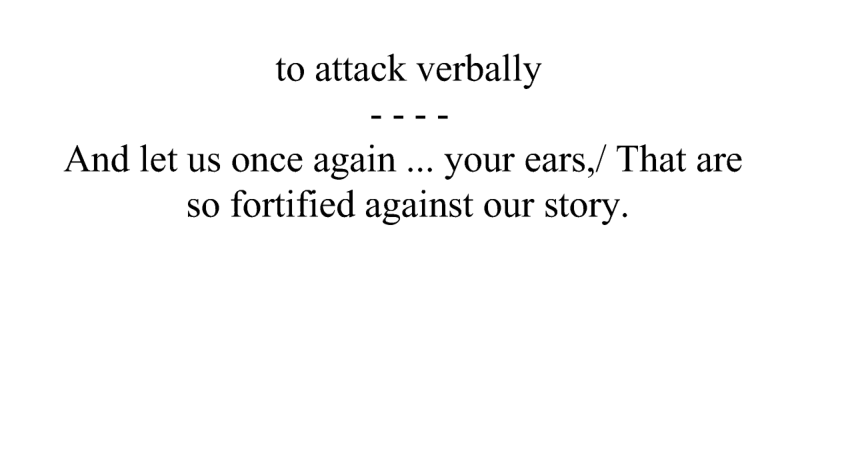 to attack verbally
- - - -
And let us once again ... your ears,/ That are
so fortified against our story.